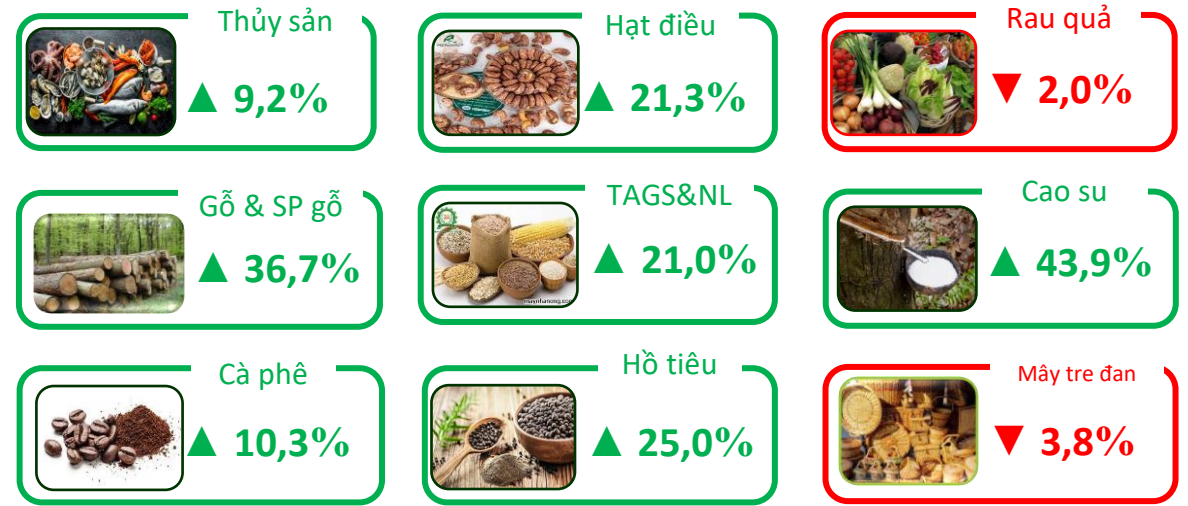 Thủy sản
▲ 9,2%
Hạt điều
▲ 21,3%
Rau quả
▼ 2,0%
Gỗ & SP gỗ
▲ 36,7%
TAGS&NL
▲ 21,0%
maynhanong.com
Cao su
▲ 43,9%
Cà phê
▲ 10,3%
Hồ tiêu
▲ 25,0%
Mây tre đan
▼ 3,8%